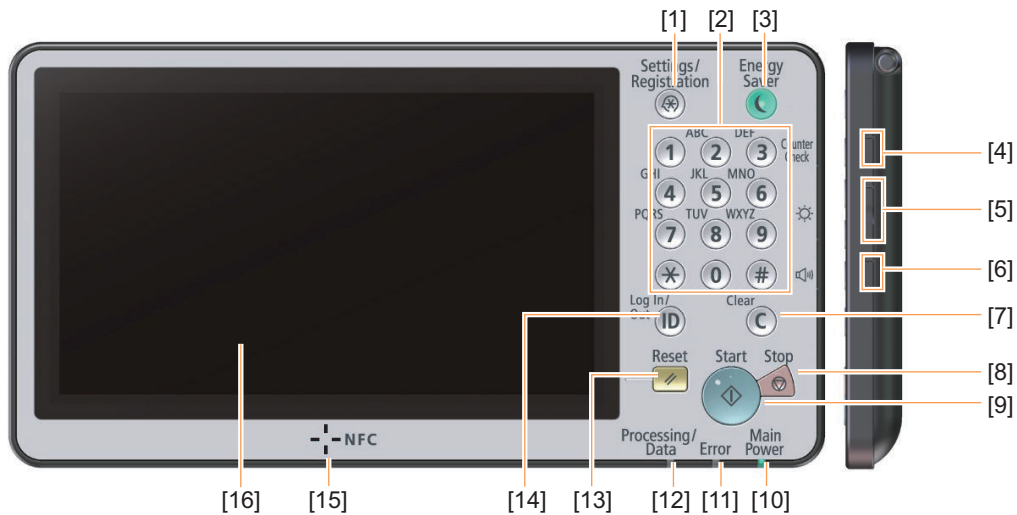 [1] [2] [3]
Settings/ Energy
Registration Saver
ABC DEF
1 2 3 Counter
Check
[4]
GHI JKL MNO
4 5 6
[5]
PQRS TUV WXYZ
7 8 9
[6]
* 0 #
Log In/ Clear
Out
ID C
[7]
Reset Start Stop
[8]
[9]
NFC
Processing/ Main
Data Error Power
[16] [15] [14] [13] [12] [11] [10]